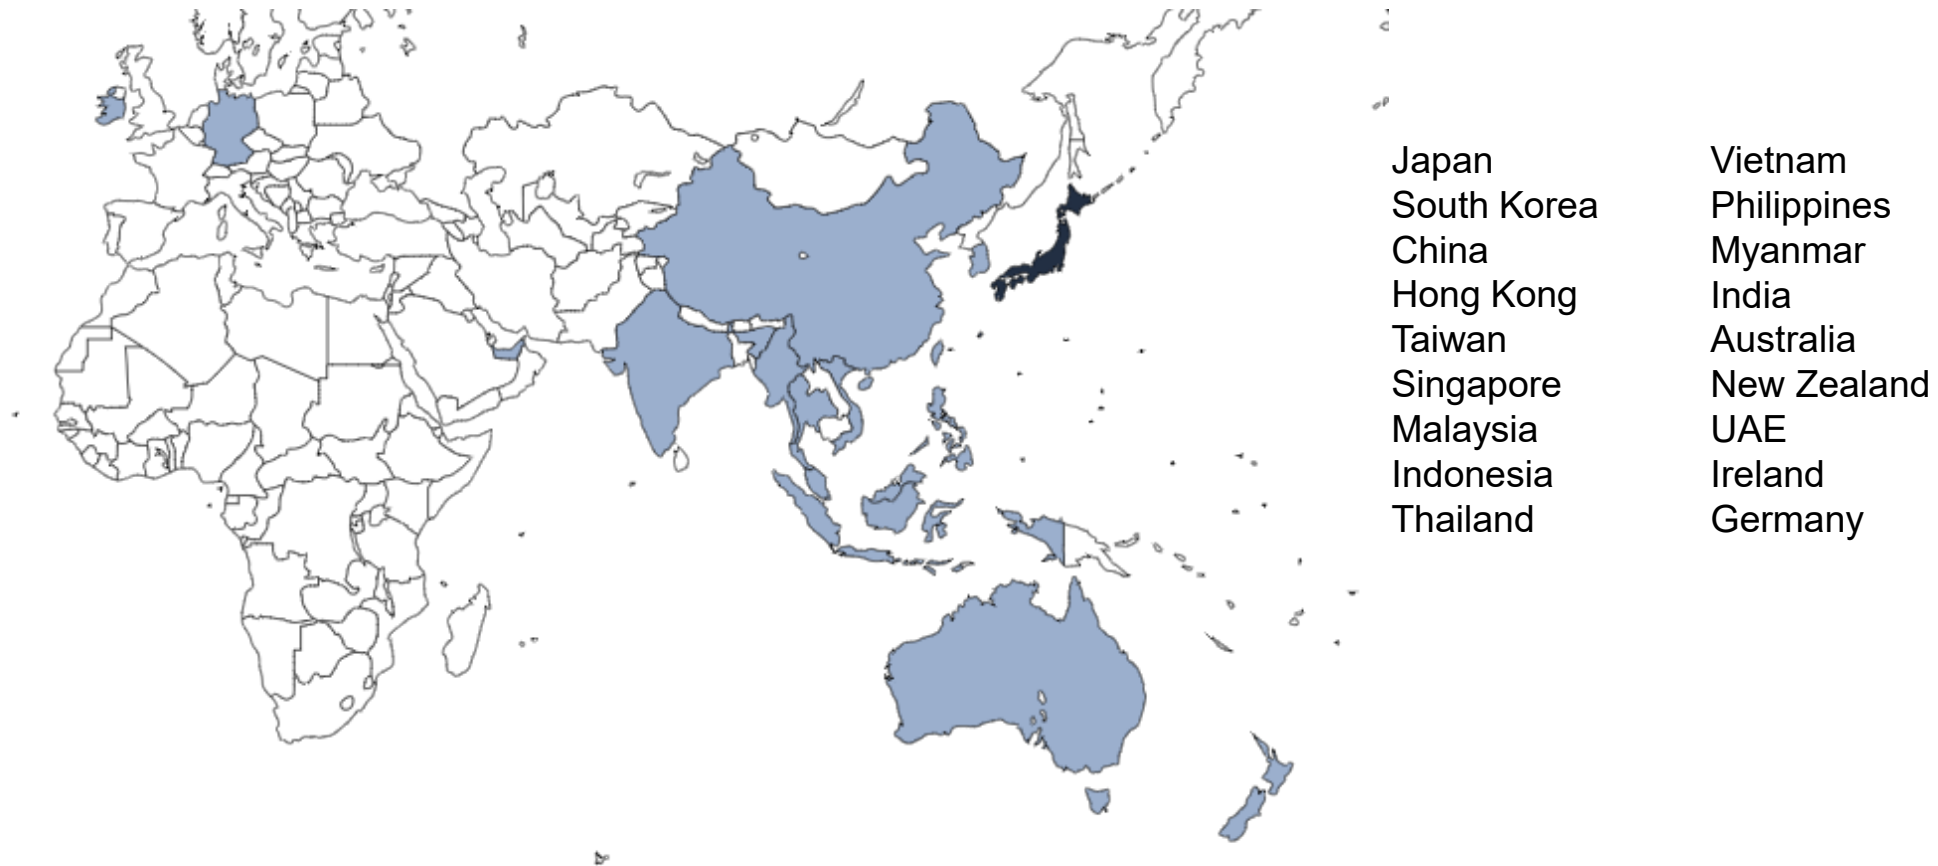 Japan
South Korea
China
Hong Kong
Taiwan
Singapore
Malaysia
Indonesia
Thailand
Vietnam
Philippines
Myanmar
India
Australia
New Zealand
UAE
Ireland
Germany